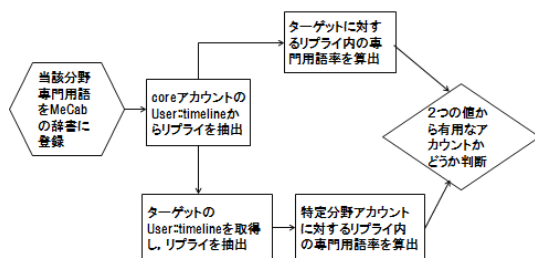 当該分野
専門用語
をMeCab
の辞書に
登録
coreアカウントの
User::timelineか
らリプライを抽出
ターゲットに対す
るリプライ内の専
門用語率を算出
ターゲットの
User::timelineを取得
し，リプライを抽出
特定分野アカウント
に対するリプライ内
の専門用語率を算出
２つの値か
ら有用なア
カウントか
どうか判断